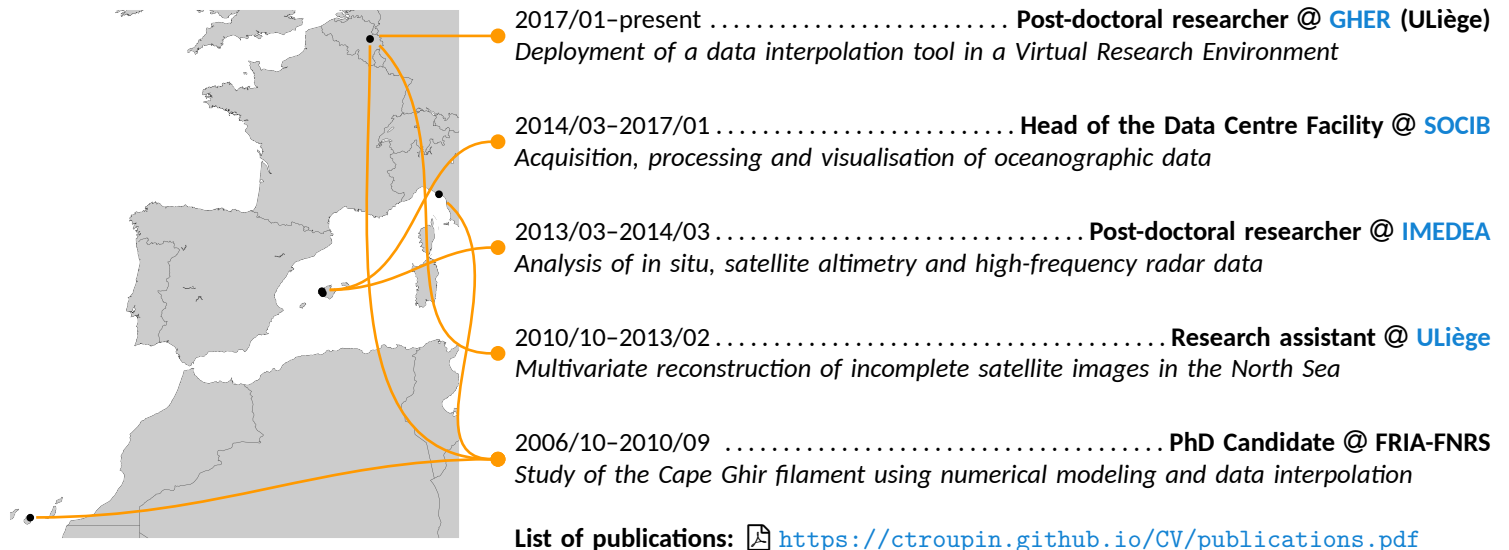 2017/01–present ............................ Post-doctoral researcher @ GHER (ULiège)
Deployment of a data interpolation tool in a Virtual Research Environment
2014/03–2017/01 ............................ Head of the Data Centre Facility @ SOCIB
Acquisition, processing and visualisation of oceanographic data
2013/03–2014/03 .................................. Post-doctoral researcher @ IMEDEA
Analysis of in situ, satellite altimetry and high-frequency radar data
2010/10–2013/02 .......................................... Research assistant @ ULiège
Multivariate reconstruction of incomplete satellite images in the North Sea
2006/10–2010/09 ......................................... PhD Candidate @ FRIA-FNRS
Study of the Cape Ghir filament using numerical modeling and data interpolation
List of publications: https://ctroupin.github.io/CV/publications.pdf